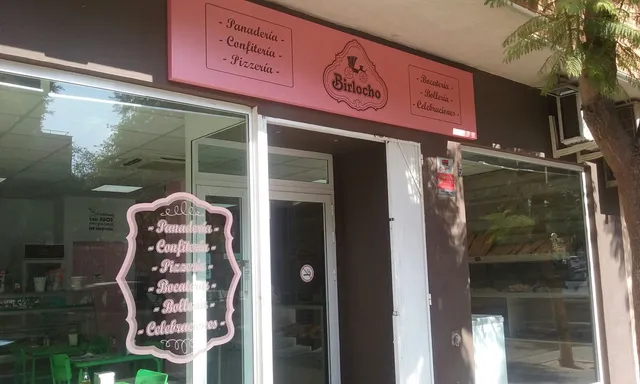 - Panadería -
- Confitería -
- Pizzería -
Birlocho
- Bocatería -
- Bollería -
- Celebraciones -
- Panadería -
- Confitería -
- Pizzería -
- Bocatería -
- Bollería -
- Celebraciones -